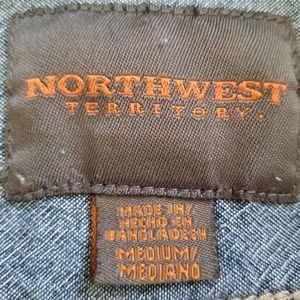 NORTHWEST
TERRITORY.
MADE IN/
HECHO EN
BANGLADESH
MEDIUM/
MEDIANO